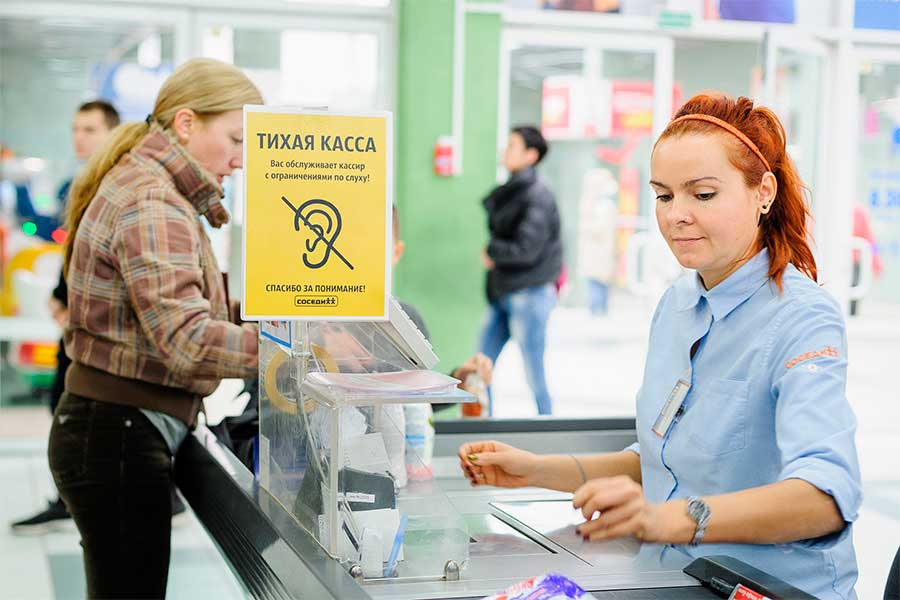 ТИХАЯ КАССА
Вас обслуживает кассир
с ограничениями по слуху!
СПАСИБО ЗА ПОНИМАНИЕ!
СОСЕДИ
СОСЕДИ